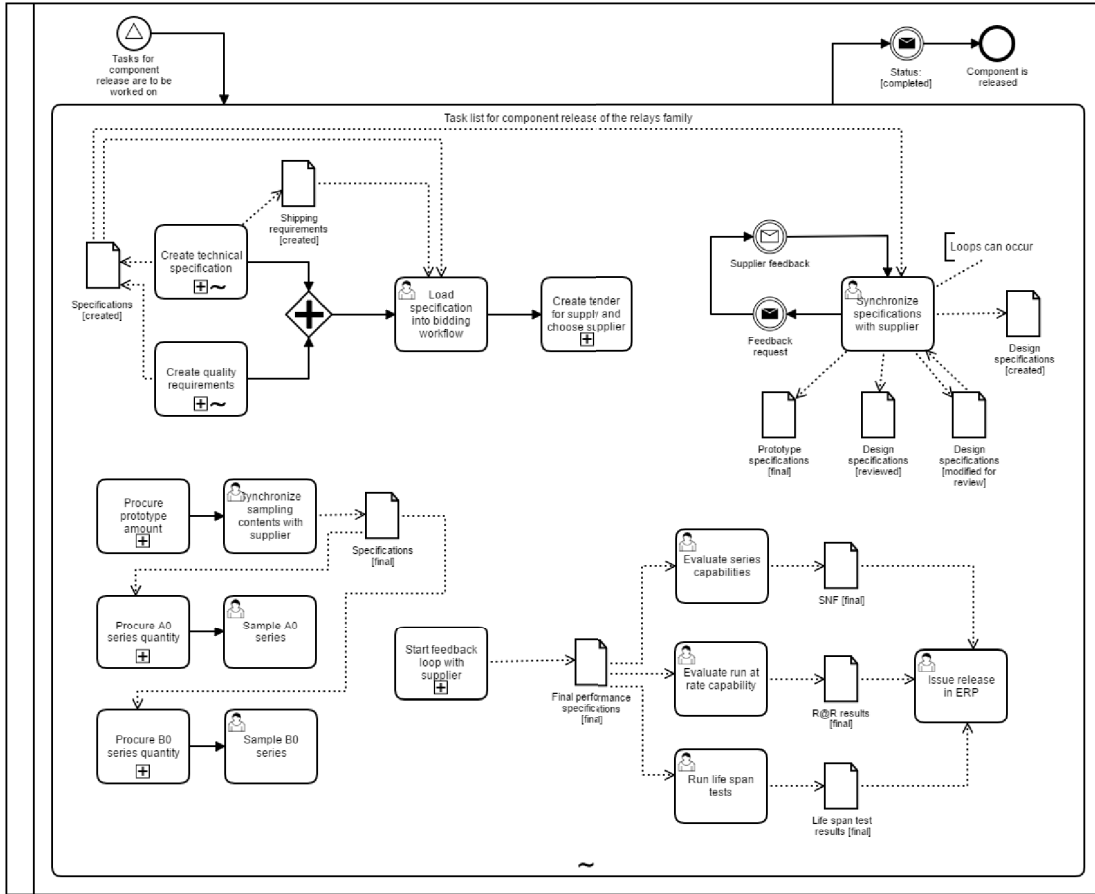 Tasks for
component
release are to be
worked on
Status:
[completed]
Component is
released
Task list for component release of the relays family
Shipping
requirements
[created]
Create technical
specification
Specifications
[created]
Create quality
requirements
Load
specification
into bidding
workflow
Create tender
for supply and
choose supplier
Supplier feedback
Feedback
request
Loops can occur
Synchronize
specifications
with supplier
Design
specifications
[created]
Prototype
specifications
[final]
Design
specifications
[reviewed]
Design
specifications
[modified for
review]
Procure
prototype
amount
Synchronize
sampling
contents with
supplier
Specifications
[final]
Procure A0
series quantity
Sample A0
series
Procure B0
series quantity
Sample B0
series
Start feedback
loop with
supplier
Final performance
specifications
[final]
Evaluate series
capabilities
SNF [final]
Evaluate run at
rate capability
R@R results
[final]
Run life span
tests
Life span test
results [final]
Issue release
in ERP